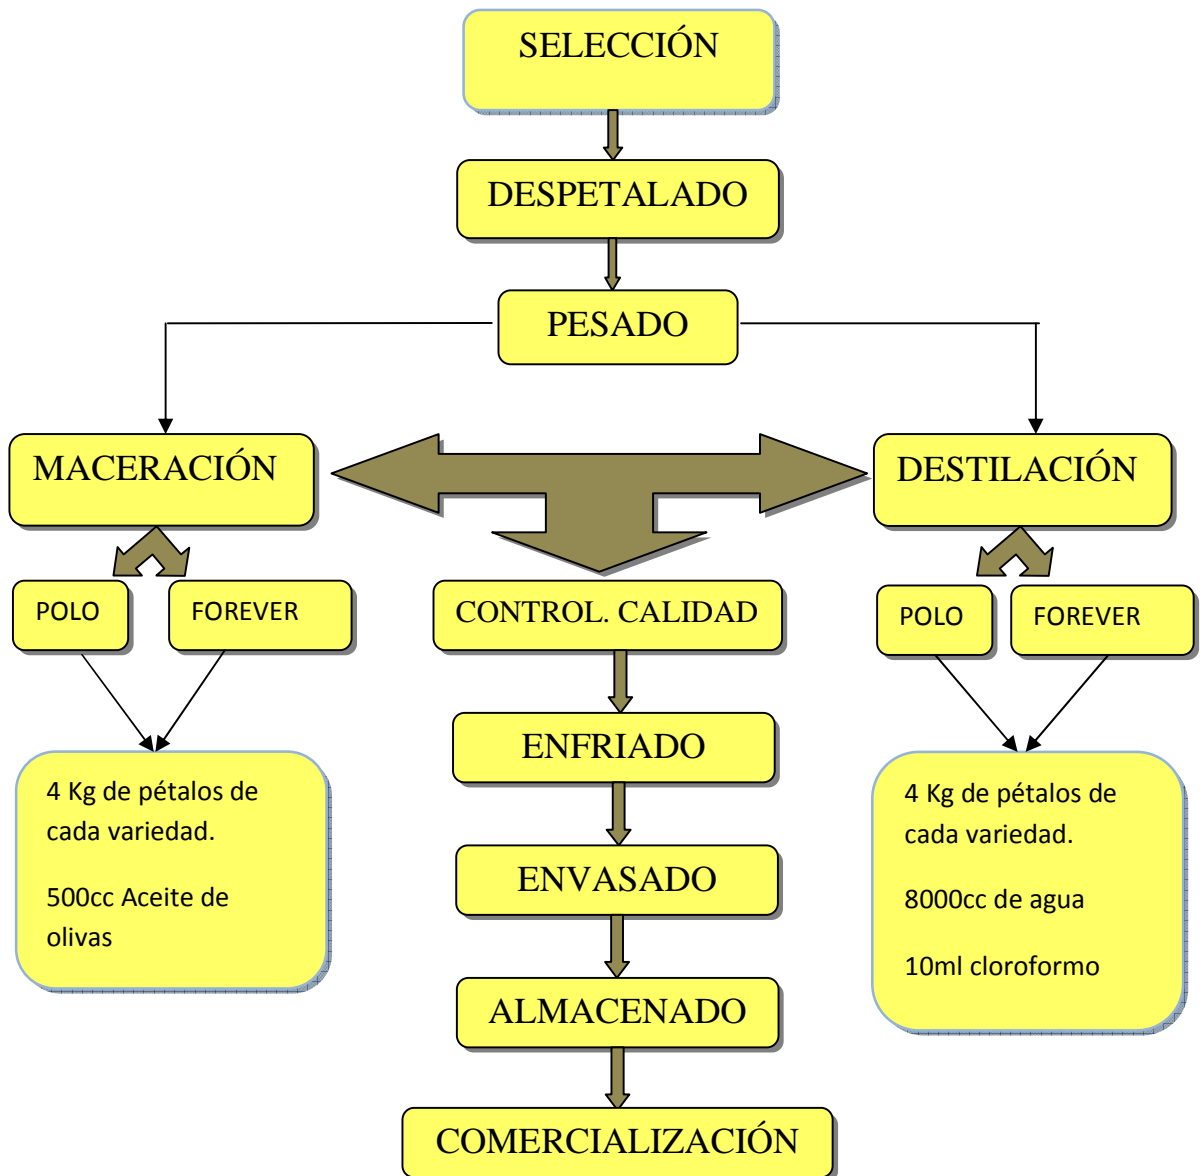 SELECCIÓN
DESPETALADO
PESADO
MACERACIÓN
DESTILACIÓN
POLO
FOREVER
CONTROL. CALIDAD
POLO
FOREVER
4 Kg de pétalos de
cada variedad.
500cc Aceite de
olivas
ENFRIADO
ENVASADO
ALMACENADO
COMERCIALIZACIÓN
4 Kg de pétalos de
cada variedad.
8000cc de agua
10ml cloroformo